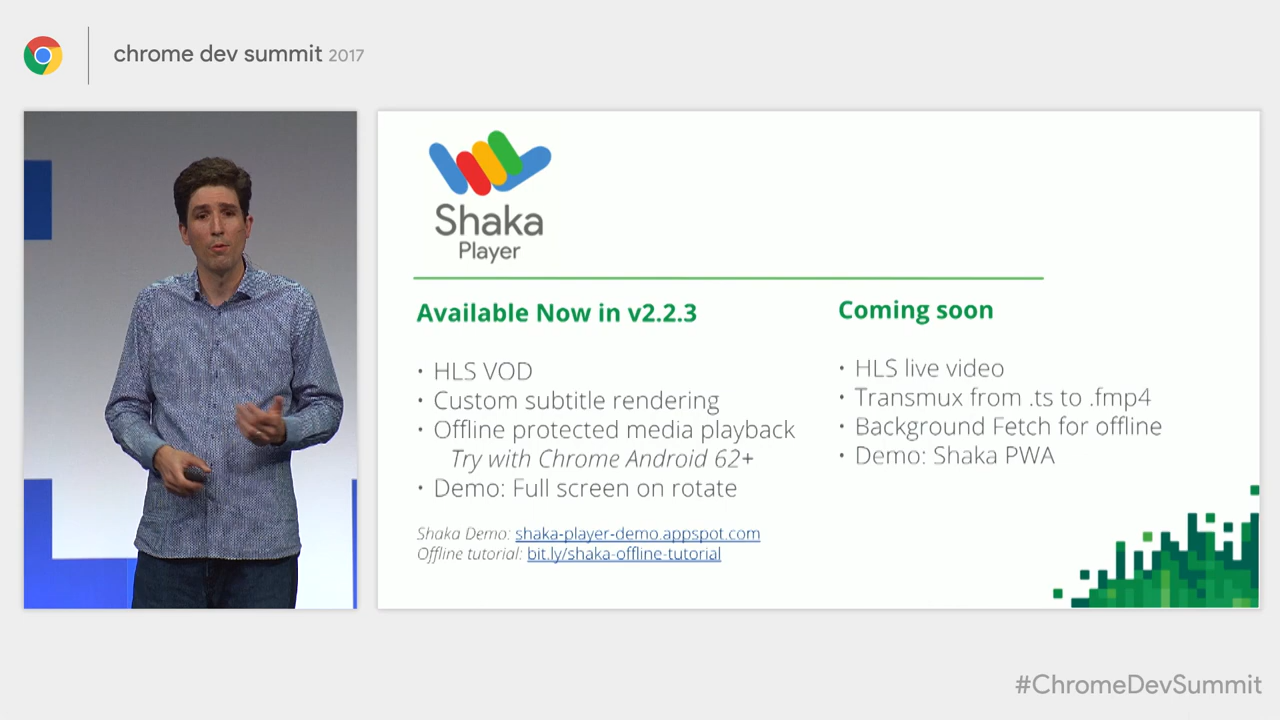 chrome dev summit 2017
Shaka
Player
Available Now in v2.2.3
• HLS VOD
• Custom subtitle rendering
• Offline protected media playback
Try with Chrome Android 62+
• Demo: Full screen on rotate
Shaka Demo: shaka-player-demo.appspot.com
Offline tutorial: bit.ly/shaka-offline-tutorial
Coming soon
• HLS live video
• Transmux from .ts to .fmp4
• Background Fetch for offline
• Demo: Shaka PWA
#ChromeDevSummit